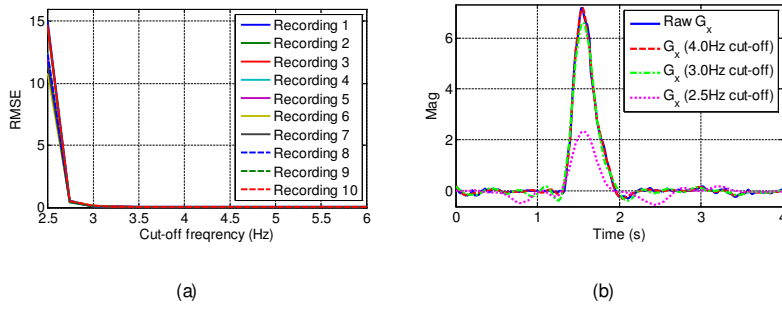 15
10
5
0
RMSE
2.5 3 3.5 4 4.5 5 5.5 6
Cut-off freqrency (Hz)
Recording 1
Recording 2
Recording 3
Recording 4
Recording 5
Recording 6
Recording 7
Recording 8
Recording 9
Recording 10
(a)
6
4
2
0
Mag
0 1 2 3 4
Time (s)
Raw Gx
Gx (4.0Hz cut-off)
Gx (3.0Hz cut-off)
Gx (2.5Hz cut-off)
(b)